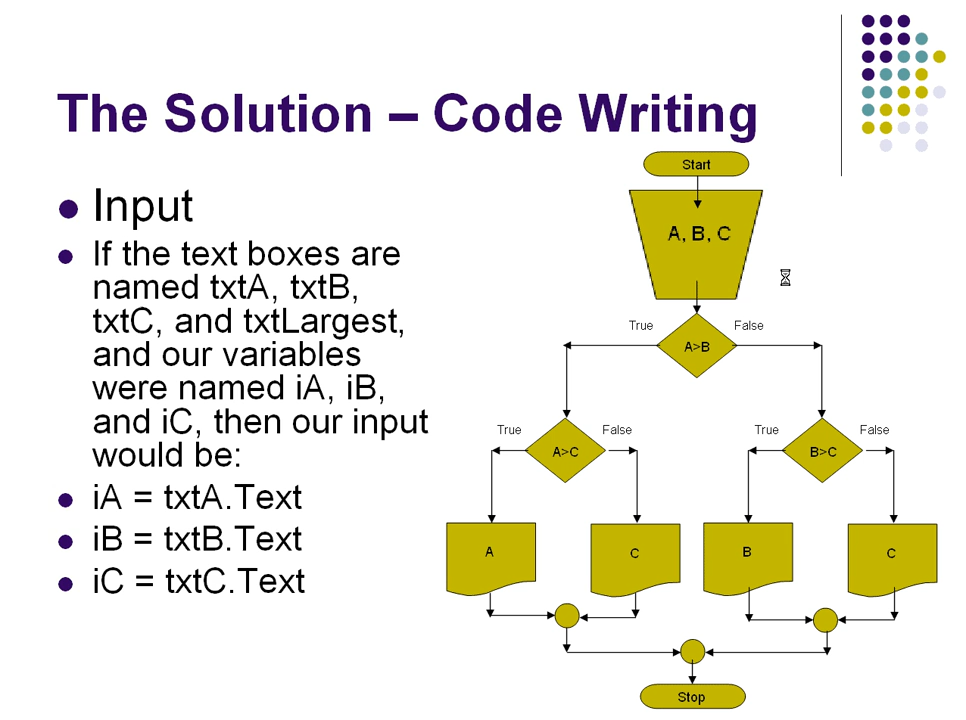 The Solution – Code Writing
Input
If the text boxes are
named txtA, txtB,
txtC, and txtLargest,
and our variables
were named iA, iB,
and iC, then our input
would be:
iA = txtA.Text
iB = txtB.Text
iC = txtC.Text
Start
A, B, C
True
False
A>B
True
False
True
False
A>C
B>C
A
C
B
C
Stop